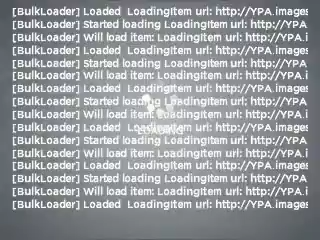 [BulkLoader] Loaded LoadingItem url: http://YPA.images
[BulkLoader] Started loading LoadingItem url: http://YPA
[BulkLoader] Will load item: LoadingItem url: http://YPA.i
[BulkLoader] Loaded LoadingItem url: http://YPA.images
[BulkLoader] Started loading LoadingItem url: http://YPA
[BulkLoader] Will load item: LoadingItem url: http://YPA.i
[BulkLoader] Loaded LoadingItem url: http://YPA.images
[BulkLoader] Started loading LoadingItem url: http://YPA
[BulkLoader] Will load item: LoadingItem url: http://YPA.i
[BulkLoader] Loaded LoadingItem url: http://YPA.images
LOADING
[BulkLoader] Started loading LoadingItem url: http://YPA
[BulkLoader] Will load item: LoadingItem url: http://YPA.i
[BulkLoader] Loaded LoadingItem url: http://YPA.images
[BulkLoader] Started loading LoadingItem url: http://YPA
[BulkLoader] Will load item: LoadingItem url: http://YPA.i
[BulkLoader] Loaded LoadingItem url: http://YPA.images